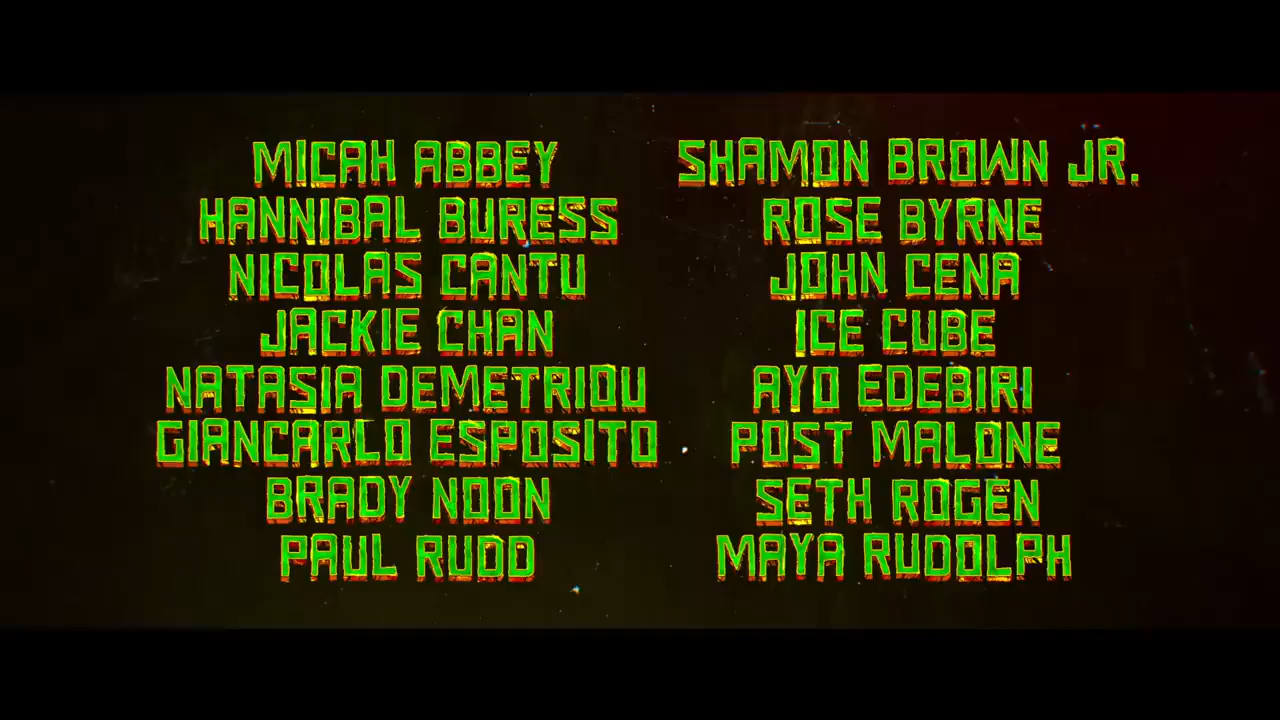 MICAH ABBEY SHAMON BROWN JR.
HANNIBAL BURESS ROSE BYRNE
NICOLAS CANTU JOHN CENA
JACKIE CHAN ICE CUBE
NATASIA DEMETRIOU AYO EDEBIRI
GIANCARLO ESPOSITO POST MALONE
BRADY NOON SETH ROGEN
PAUL RUDD MAYA RUDOLPH